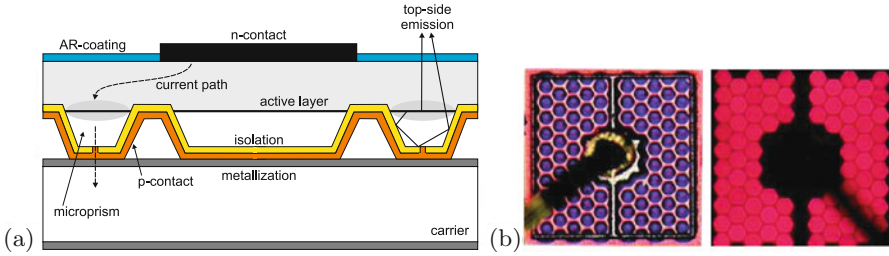 AR-coating
n-contact
top-side
emission
current path
active layer
isolation
p-contact
metallization
microprism
carrier
(a)
(b)